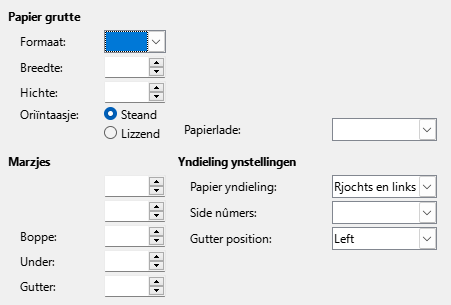 Papier grutte
Formaat:
Breedte:
Hichte:
Oriïntaasje: Steand
Lizzend
Papierlade:
Marzjes
Yndieling ynstellingen
Papier yndieling: Rjochts en links
Side nûmers:
Boppe:
Gutter position: Left
Under:
Gutter: